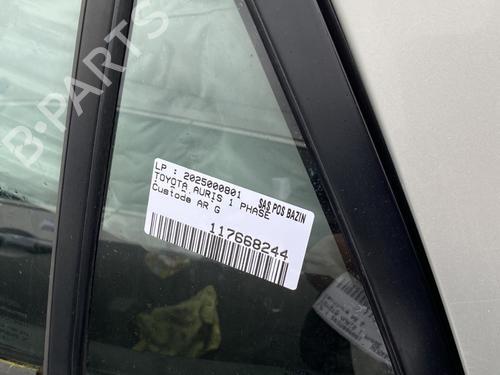 B-PARTS
LP : 2025000801 SAS POS BAZIN
TOYOTA AURIS 1 PHASE
Custode AR G
117668244